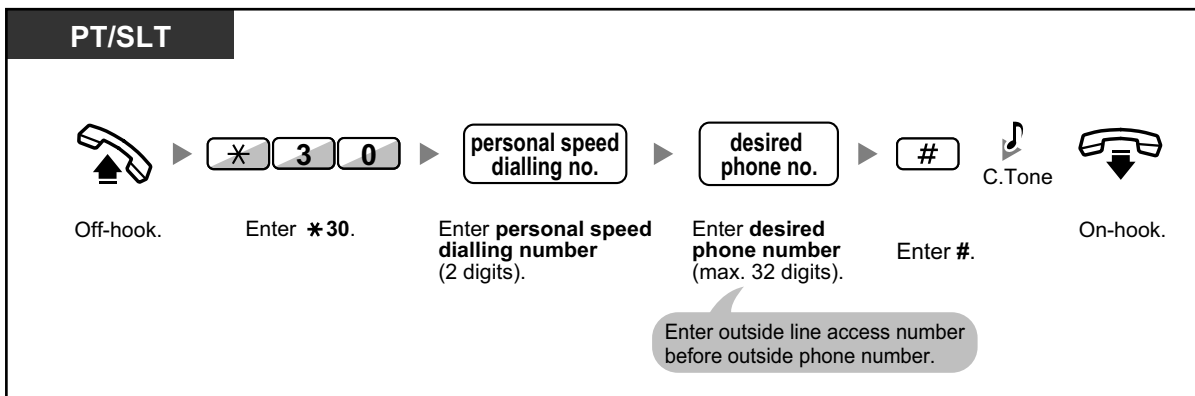 PT/SLT
✳ 3 0
personal speed
dialling no.
desired
phone no.
#
C.Tone
Off-hook.
Enter ✳30.
Enter personal speed
dialling number
(2 digits).
Enter desired
phone number
(max. 32 digits).
Enter #.
On-hook.
Enter outside line access number
before outside phone number.